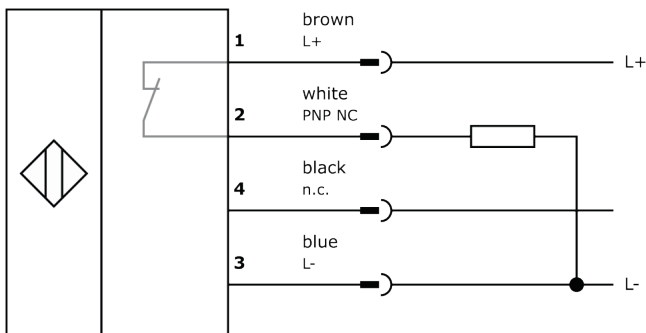 brown
1 L+ L+
white
2 PNP NC
black
4 n.c.
blue
3 L- L-